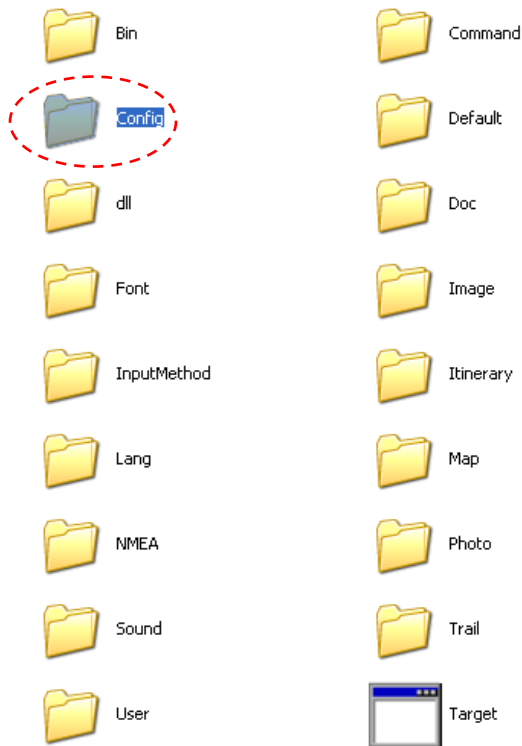 Bin
Command
Config
Default
dll
Doc
Font
Image
InputMethod
Itinerary
Lang
Map
NMEA
Photo
Sound
Trail
User
Target